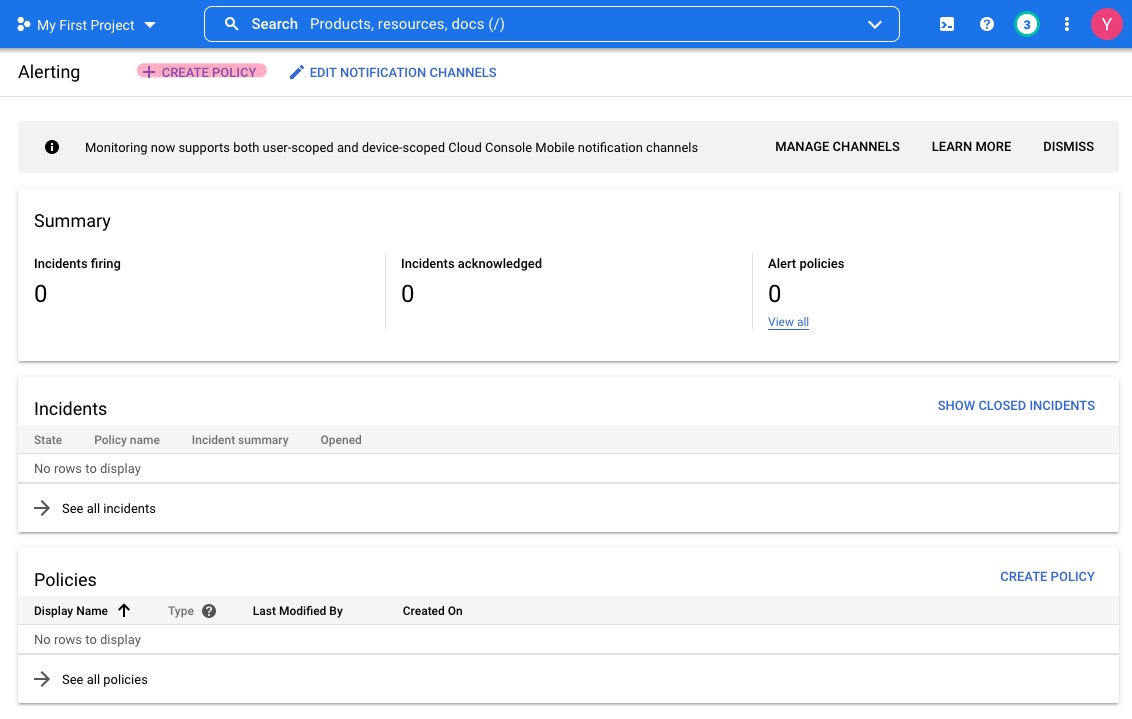 My First Project
Search Products, resources, docs (/)
3
Y
Alerting
CREATE POLICY
EDIT NOTIFICATION CHANNELS
Monitoring now supports both user-scoped and device-scoped Cloud Console Mobile notification channels
MANAGE CHANNELS
LEARN MORE
DISMISS
Summary
Incidents firing
0
Incidents acknowledged
0
Alert policies
0
View all
Incidents
SHOW CLOSED INCIDENTS
State Policy name Incident summary Opened
No rows to display
See all incidents
Policies
CREATE POLICY
Display Name Type ? Last Modified By Created On
No rows to display
See all policies